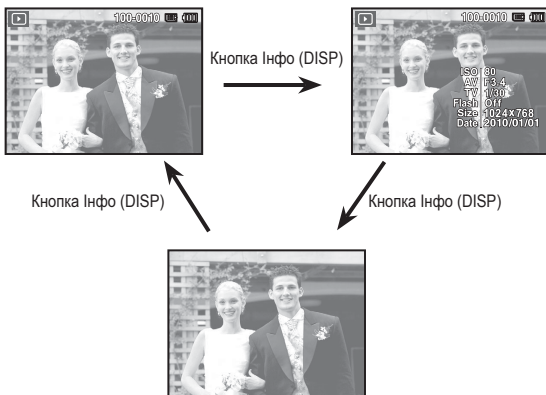 100-0010
100-0010
Кнопка Інфо (DISP)
ISO 80
AV F3.4
TV 1/30
Flash Off
Size 1024X768
Date 2010/01/01
Кнопка Інфо (DISP)
Кнопка Інфо (DISP)